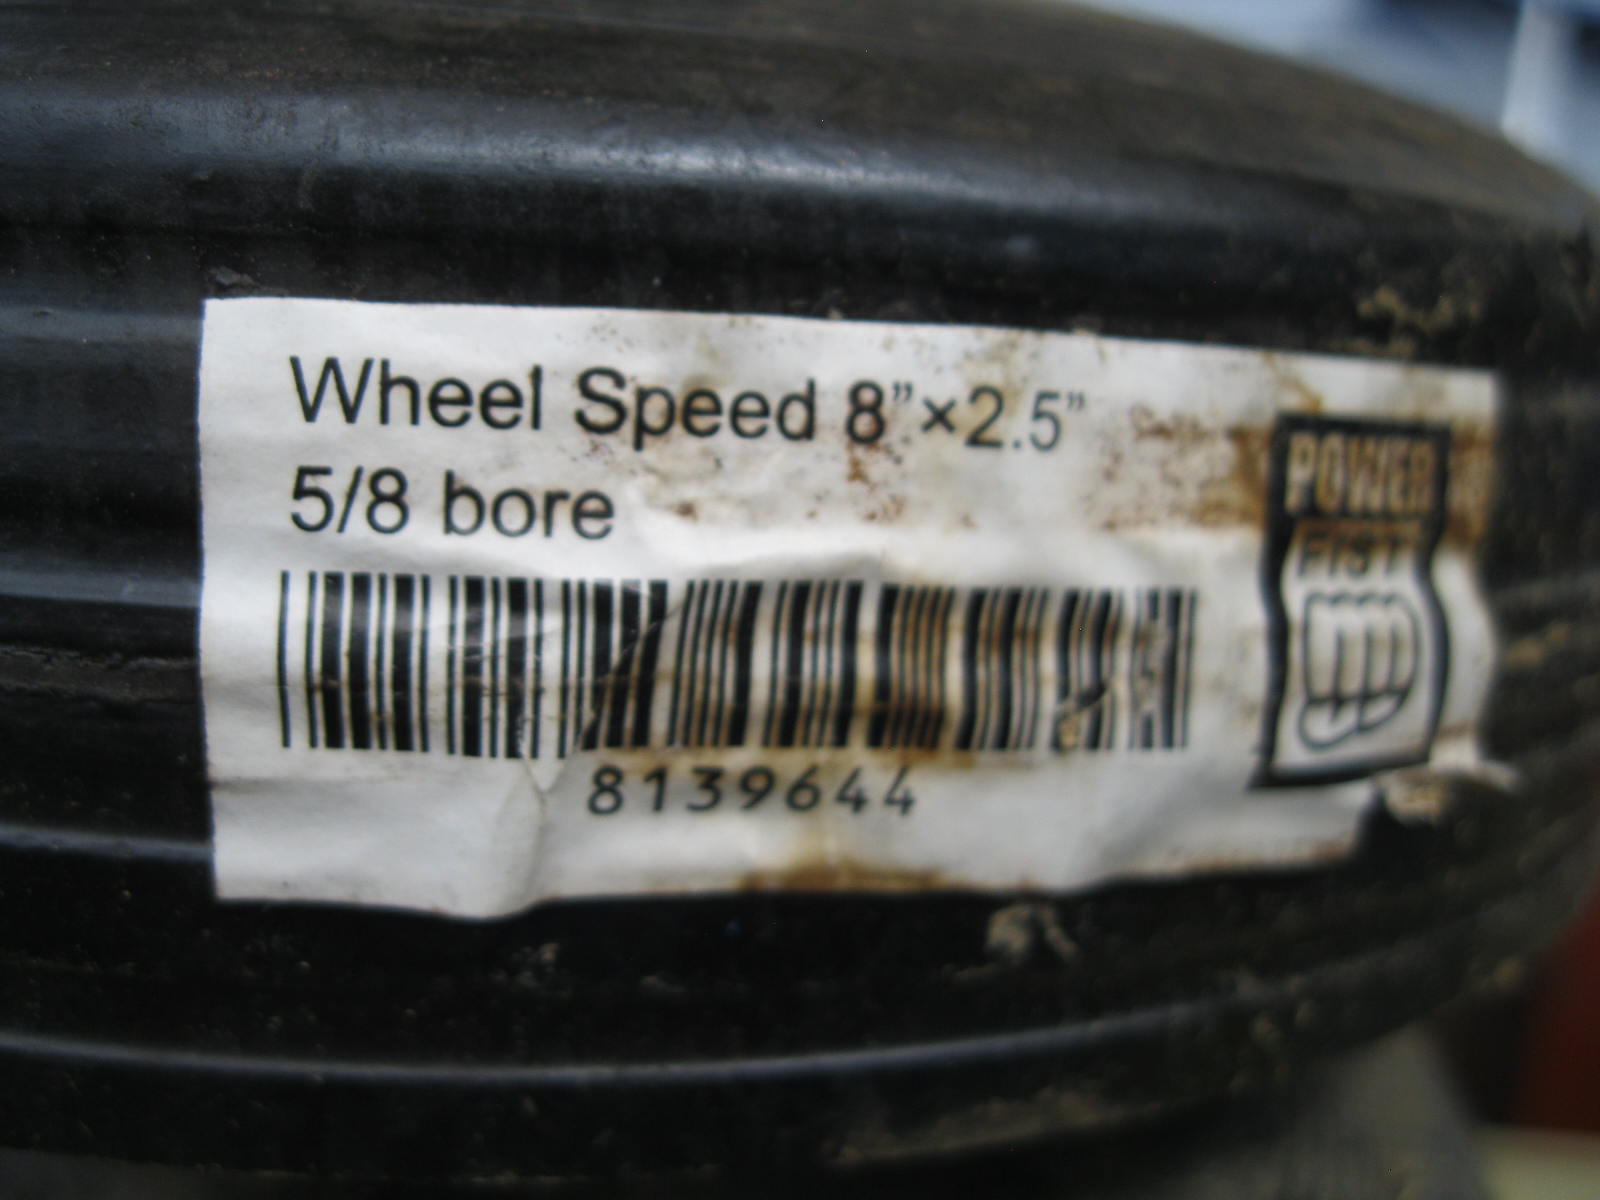 Wheel Speed 8”×2.5”
5/8 bore
8139644
POWER
FIST